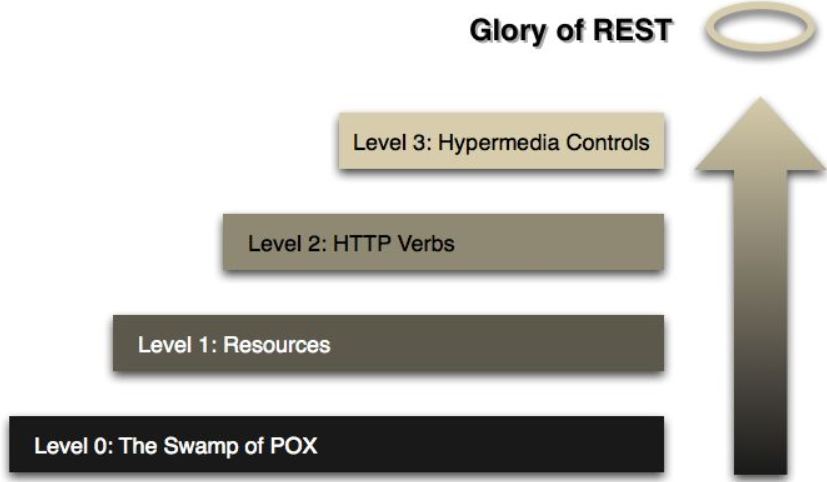 Glory of REST
Level 3: Hypermedia Controls
Level 2: HTTP Verbs
Level 1: Resources
Level 0: The Swamp of POX